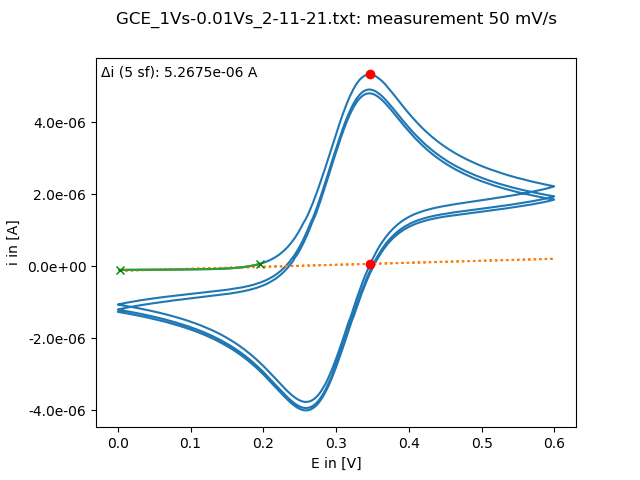 GCE_1Vs-0.01Vs_2-11-21.txt: measurement 50 mV/s
Δi (5 sf): 5.2675e-06 A
4.0e-06
2.0e-06
0.0e+00
-2.0e-06
-4.0e-06
i in [A]
0.0 0.1 0.2 0.3 0.4 0.5 0.6
E in [V]